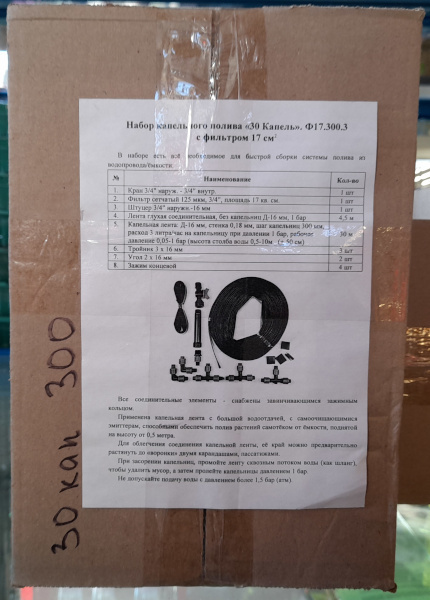 Набор капельного полива «30 Капель». Ф17.300.3
с фильтром 17 см²
В наборе есть всё необходимое для быстрой сборки системы полива из
водопровода/ёмкости.
№ Наименование Кол-во
1. Кран 3/4" наруж. - 3/4" внутр. 1 шт
2. Фильтр сетчатый 125 мкм, 3/4", площадь 17 кв. см 1 шт
3. Штуцер 3/4" наружн.-16 мм 1 шт
4. Лента глухая соединительная, без капельниц Д-16 мм, 1 бар 4,5 м
5. Капельная лента: Д-16 мм, стенка 0,18 мм, шаг капельниц 300 мм,
расход 3 литра/час на капельницу при давлении 1 бар, рабочее 30 м
давление 0,05-1 бар (высота столба воды 0,5-10м (± 50 см)
6. Тройник 3 х 16 мм 3 шт
7. Угол 2 х 16 мм 2 шт
8. Зажим концевой 4 шт
Все соединительные элементы - снабжены заканчивающимся зажимным
кольцом.
Применена капельная лента с большой водоотдачей, с самоочищающимися
эмиттерам, способными обеспечить полив растений самотёком от ёмкости, поднятой
на высоту от 0,5 метра.
Для облегчения соединения капельной ленты, её край можно предварительно
растянуть до «воронки» двумя карандашами, пассатижами.
При засорении капельниц, промойте ленту сквозным потоком воды (как шланг),
чтобы удалить мусор, а затем промейте капельницы давлением 1 бар.
Не допускайте подачу воды с давлением более 1,5 бар (атм).
30 кап 300